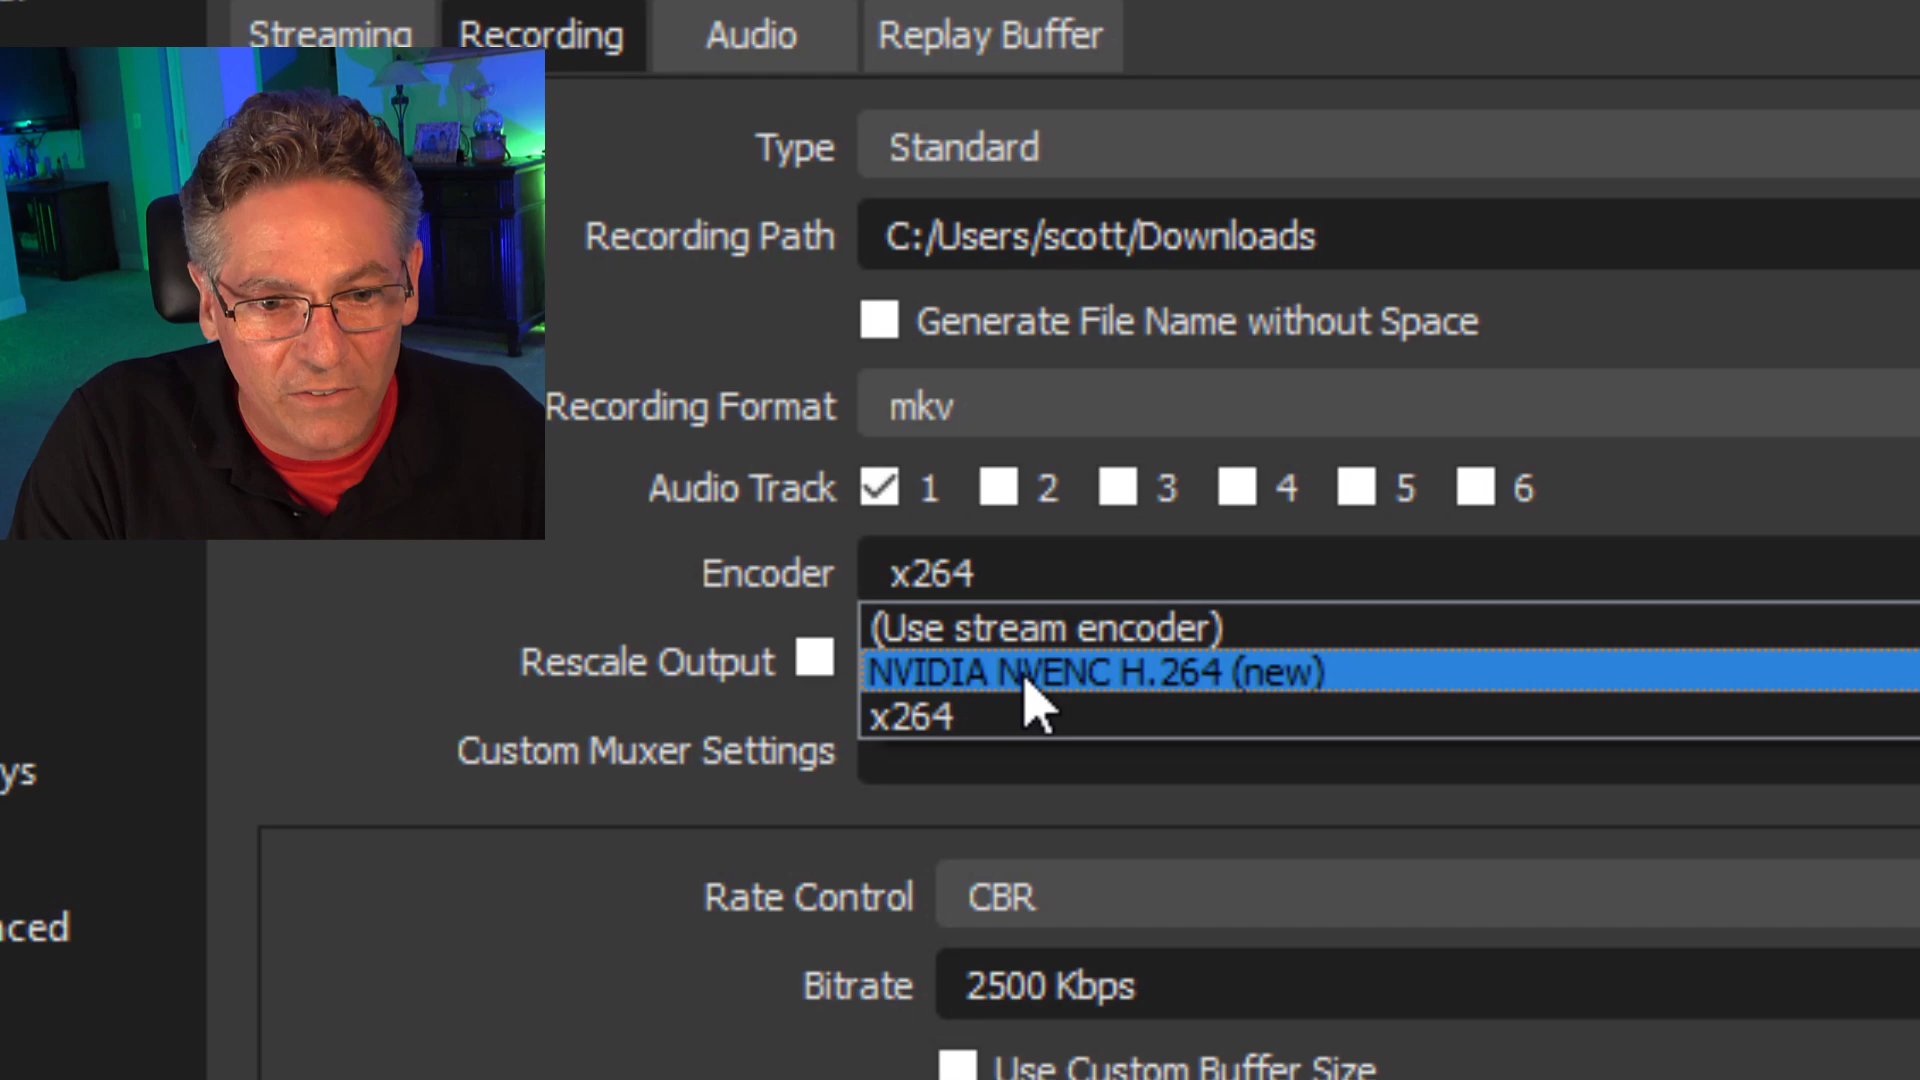 Streaming Recording Audio Replay Buffer
Type Standard
Recording Path C:/Users/scott/Downloads
Generate File Name without Space
Recording Format mkv
Audio Track 1 2 3 4 5 6
Encoder x264
(Use stream encoder)
Rescale Output
NVIDIA NVENC H.264 (new)
x264
Custom Muxer Settings
ys
nced
Rate Control CBR
Bitrate 2500 Kbps
Use Custom Buffer Size